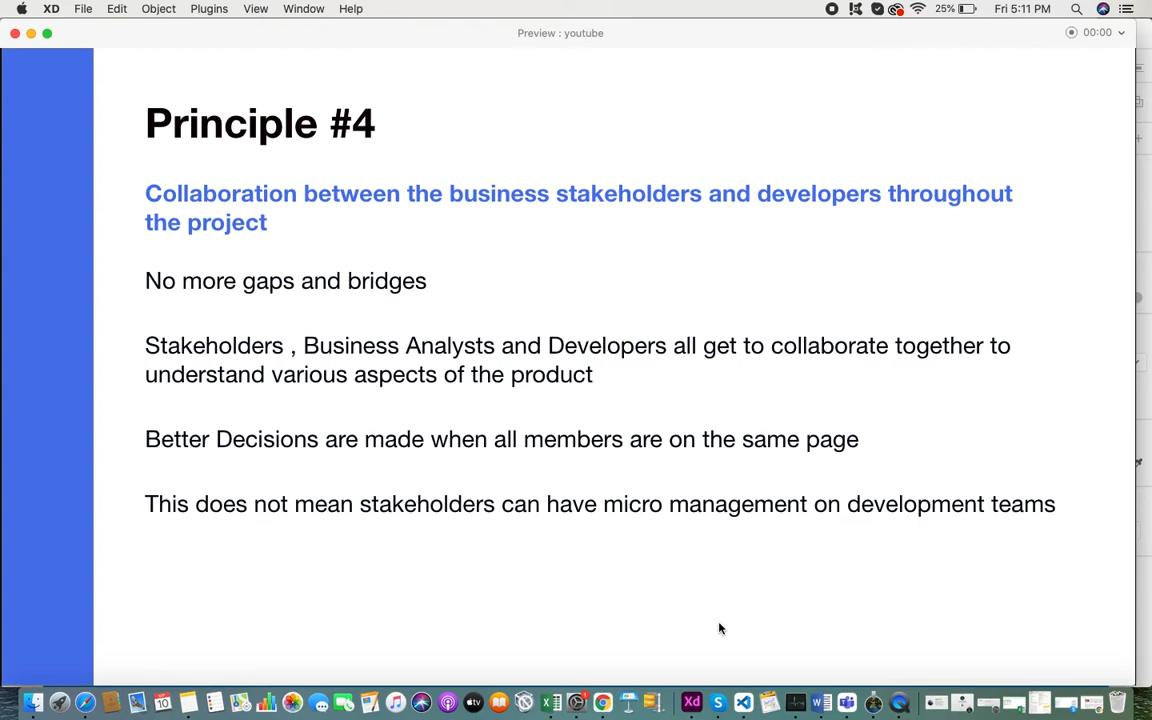 XD File Edit Object Plugins View Window Help 25% Fri 5:11 PM
Preview : youtube 00:00
Principle #4
Collaboration between the business stakeholders and developers throughout
the project
No more gaps and bridges
Stakeholders , Business Analysts and Developers all get to collaborate together to
understand various aspects of the product
Better Decisions are made when all members are on the same page
This does not mean stakeholders can have micro management on development teams